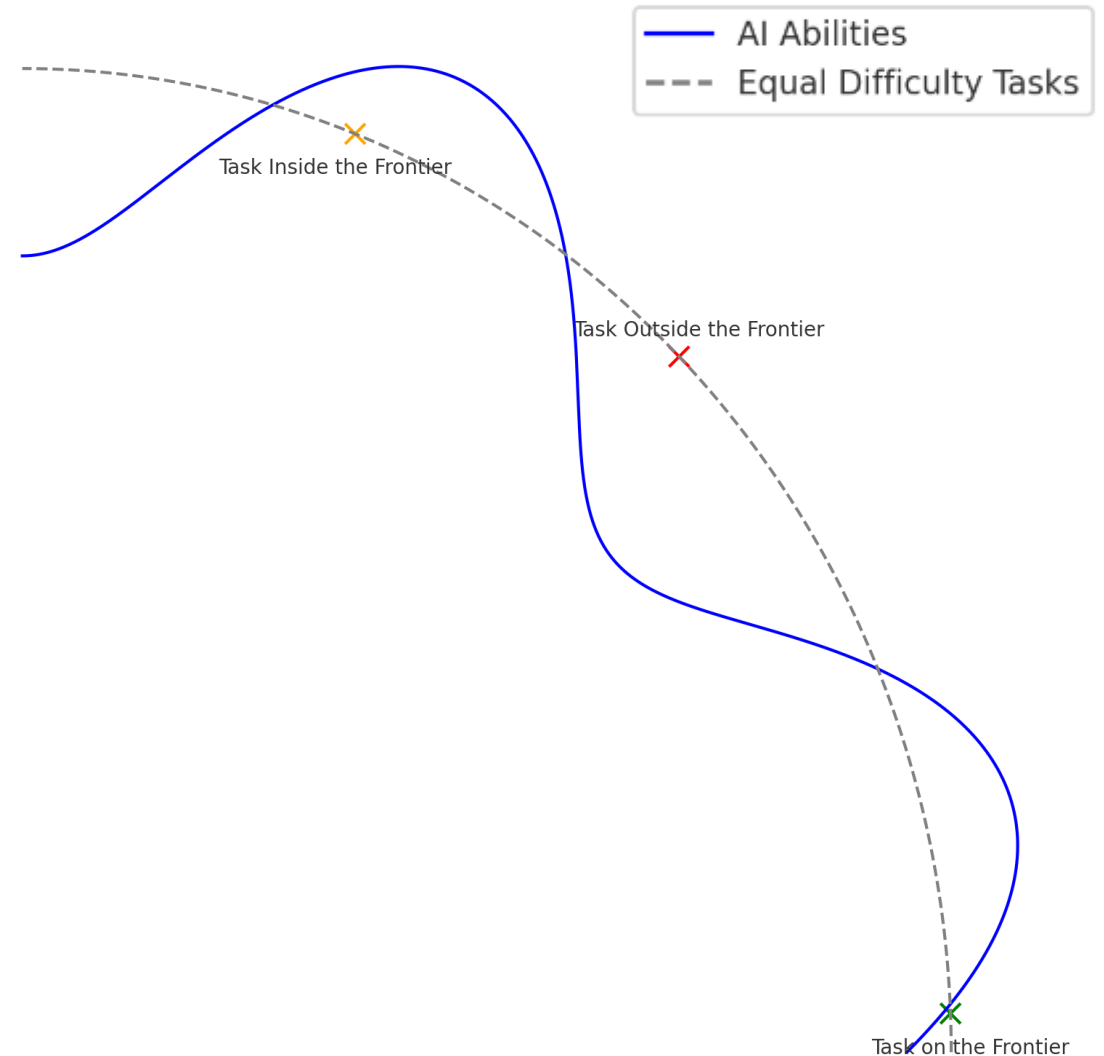 AI Abilities
Equal Difficulty Tasks
Task Inside the Frontier
Task Outside the Frontier
Task on the Frontier